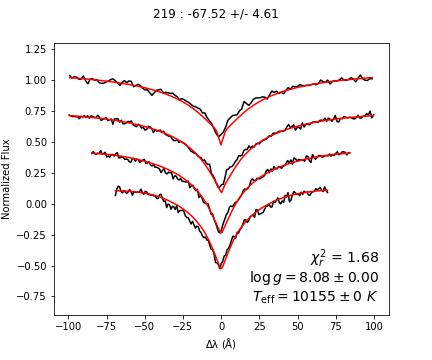 219 : -67.52 +/- 4.61
1.25
1.00
0.75
0.50
0.25
0.00
−0.25
−0.50
−0.75
Normalized Flux
χ²ᵣ = 1.68
log g = 8.08 ± 0.00
T_eff = 10155 ± 0 K
−100 −75 −50 −25 0 25 50 75 100
Δλ (Å)